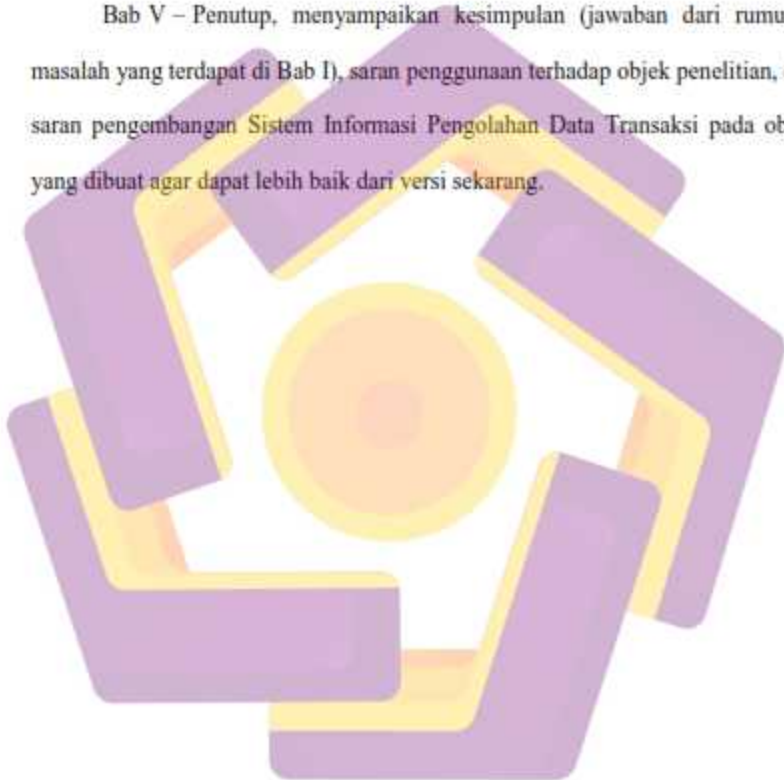 Bab V – Penutup, menyampaikan kesimpulan (jawaban dari rumu
masalah yang terdapat di Bab I), saran penggunaan terhadap objek penelitian,
saran pengembangan Sistem Informasi Pengolahan Data Transaksi pada ob
yang dibuat agar dapat lebih baik dari versi sekarang.